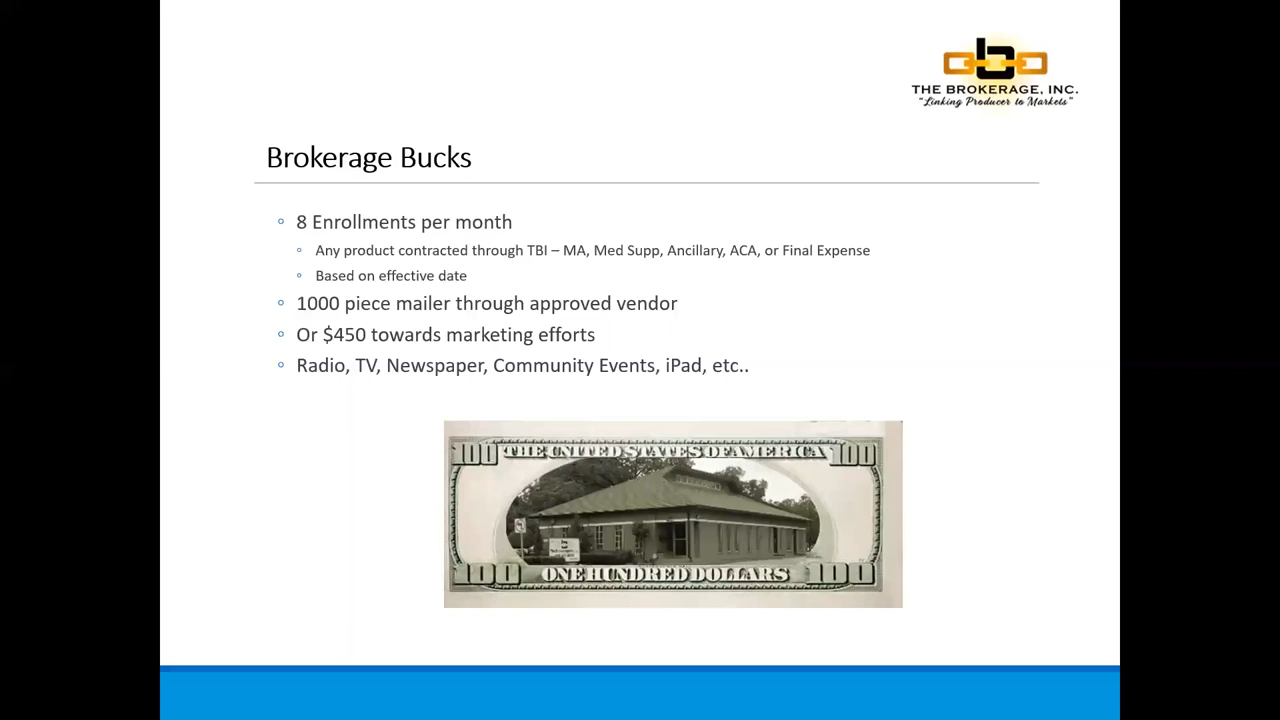 THE BROKERAGE, INC.
"Linking Producer to Markets"
Brokerage Bucks
8 Enrollments per month
Any product contracted through TBI – MA, Med Supp, Ancillary, ACA, or Final Expense
Based on effective date
1000 piece mailer through approved vendor
Or $450 towards marketing efforts
Radio, TV, Newspaper, Community Events, iPad, etc..
100 THE UNITED STATES OF AMERICA 100
100 ONE HUNDRED DOLLARS 100